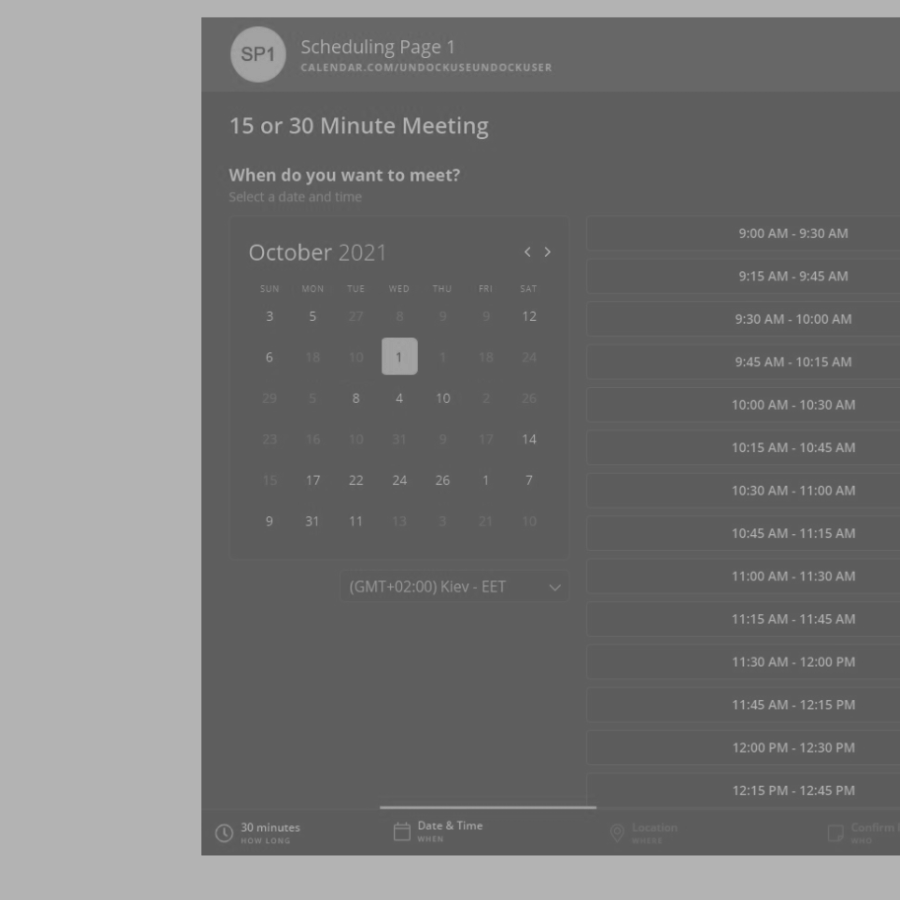 SP1
Scheduling Page 1
CALENDAR.COM/UNDOCKUSEUNDOCKUSER
15 or 30 Minute Meeting
When do you want to meet?
Select a date and time
October 2021
SUN MON TUE WED THU FRI SAT
3 5 27 8 9 9 12
6 18 10 1 1 18 24
29 5 8 4 10 2 26
23 16 10 31 9 17 14
15 17 22 24 26 1 7
9 31 11 13 3 21 10
(GMT+02:00) Kiev - EET
9:00 AM - 9:30 AM
9:15 AM - 9:45 AM
9:30 AM - 10:00 AM
9:45 AM - 10:15 AM
10:00 AM - 10:30 AM
10:15 AM - 10:45 AM
10:30 AM - 11:00 AM
10:45 AM - 11:15 AM
11:00 AM - 11:30 AM
11:15 AM - 11:45 AM
11:30 AM - 12:00 PM
11:45 AM - 12:15 PM
12:00 PM - 12:30 PM
12:15 PM - 12:45 PM
30 minutes
HOW LONG
Date & Time
WHEN
Location
WHERE
Confirm
WHO